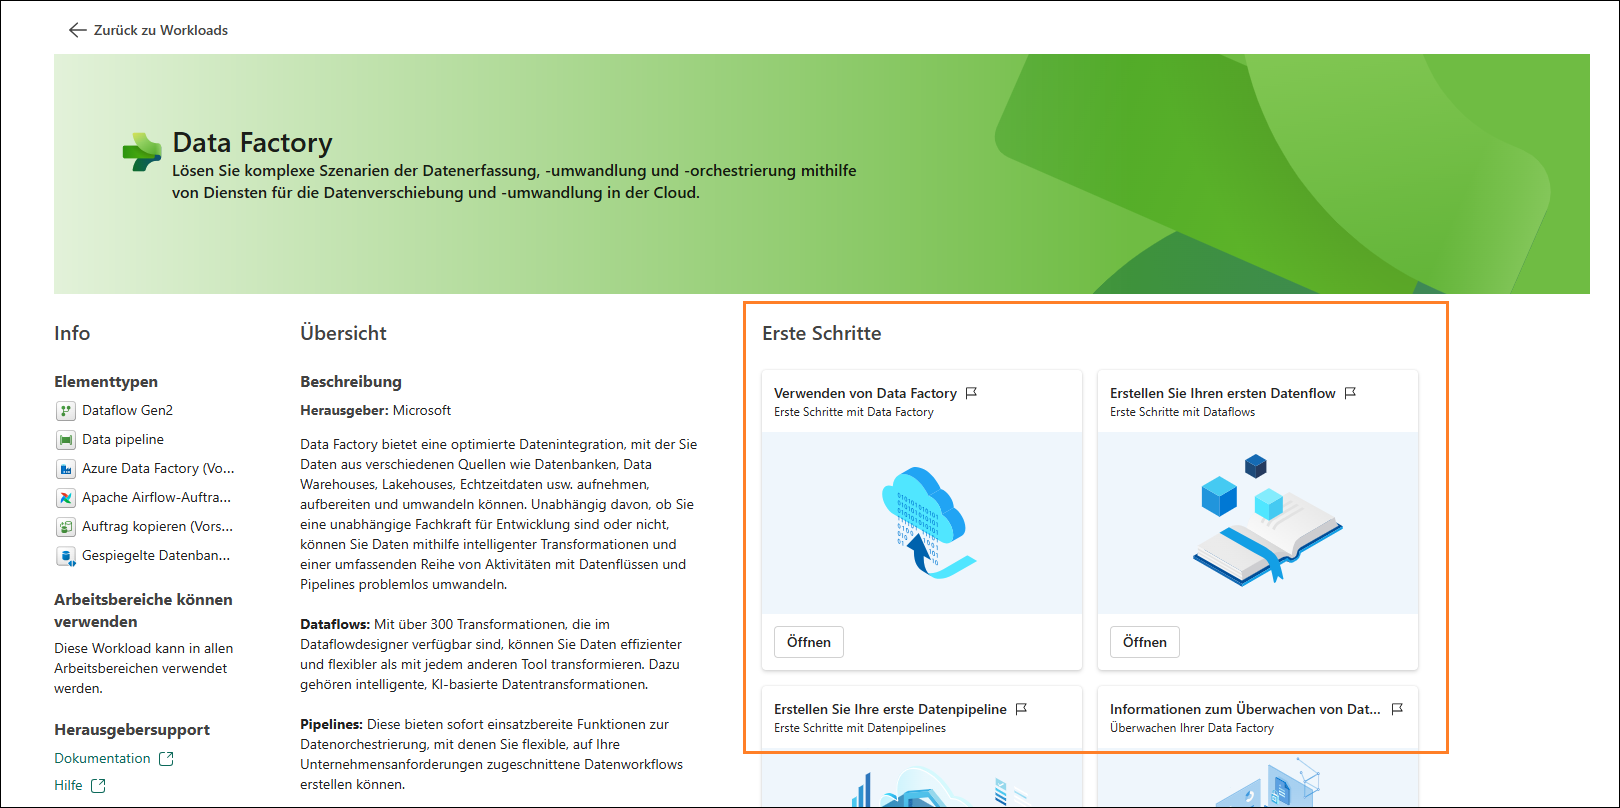 Zurück zu Workloads
Data Factory
Lösen Sie komplexe Szenarien der Datenerfassung, -umwandlung und -orchestrierung mithilfe
von Diensten für die Datenverschiebung und -umwandlung in der Cloud.
Info
Elementtypen
Dataflow Gen2
Data pipeline
Azure Data Factory (Vo...
Apache Airflow-Auftra...
Auftrag kopieren (Vors...
Gespiegelte Datenban...
Arbeitsbereiche können
verwenden
Diese Workload kann in allen
Arbeitsbereichen verwendet
werden.
Herausgebersupport
Dokumentation
Hilfe
Übersicht
Beschreibung
Herausgeber: Microsoft
Data Factory bietet eine optimierte Datenintegration, mit der Sie
Daten aus verschiedenen Quellen wie Datenbanken, Data
Warehouses, Lakehouses, Echtzeitdaten usw. aufnehmen,
aufbereiten und umwandeln können. Unabhängig davon, ob Sie
eine unabhängige Fachkraft für Entwicklung sind oder nicht,
können Sie Daten mithilfe intelligenter Transformationen und
einer umfassenden Reihe von Aktivitäten mit Datenflüssen und
Pipelines problemlos umwandeln.
Dataflows: Mit über 300 Transformationen, die im
Dataflowdesigner verfügbar sind, können Sie Daten effizienter
und flexibler als mit jedem anderen Tool transformieren. Dazu
gehören intelligente, KI-basierte Datentransformationen.
Pipelines: Diese bieten sofort einsatzbereite Funktionen zur
Datenorchestrierung, mit denen Sie flexible, auf Ihre
Unternehmensanforderungen zugeschnittene Datenworkflows
erstellen können.
Erste Schritte
Verwenden von Data Factory
Erste Schritte mit Data Factory
Öffnen
Erstellen Sie Ihren ersten Datenflow
Erste Schritte mit Dataflows
Öffnen
Erstellen Sie Ihre erste Datenpipeline
Erste Schritte mit Datenpipelines
Informationen zum Überwachen von Dat...
Überwachen Ihrer Data Factory